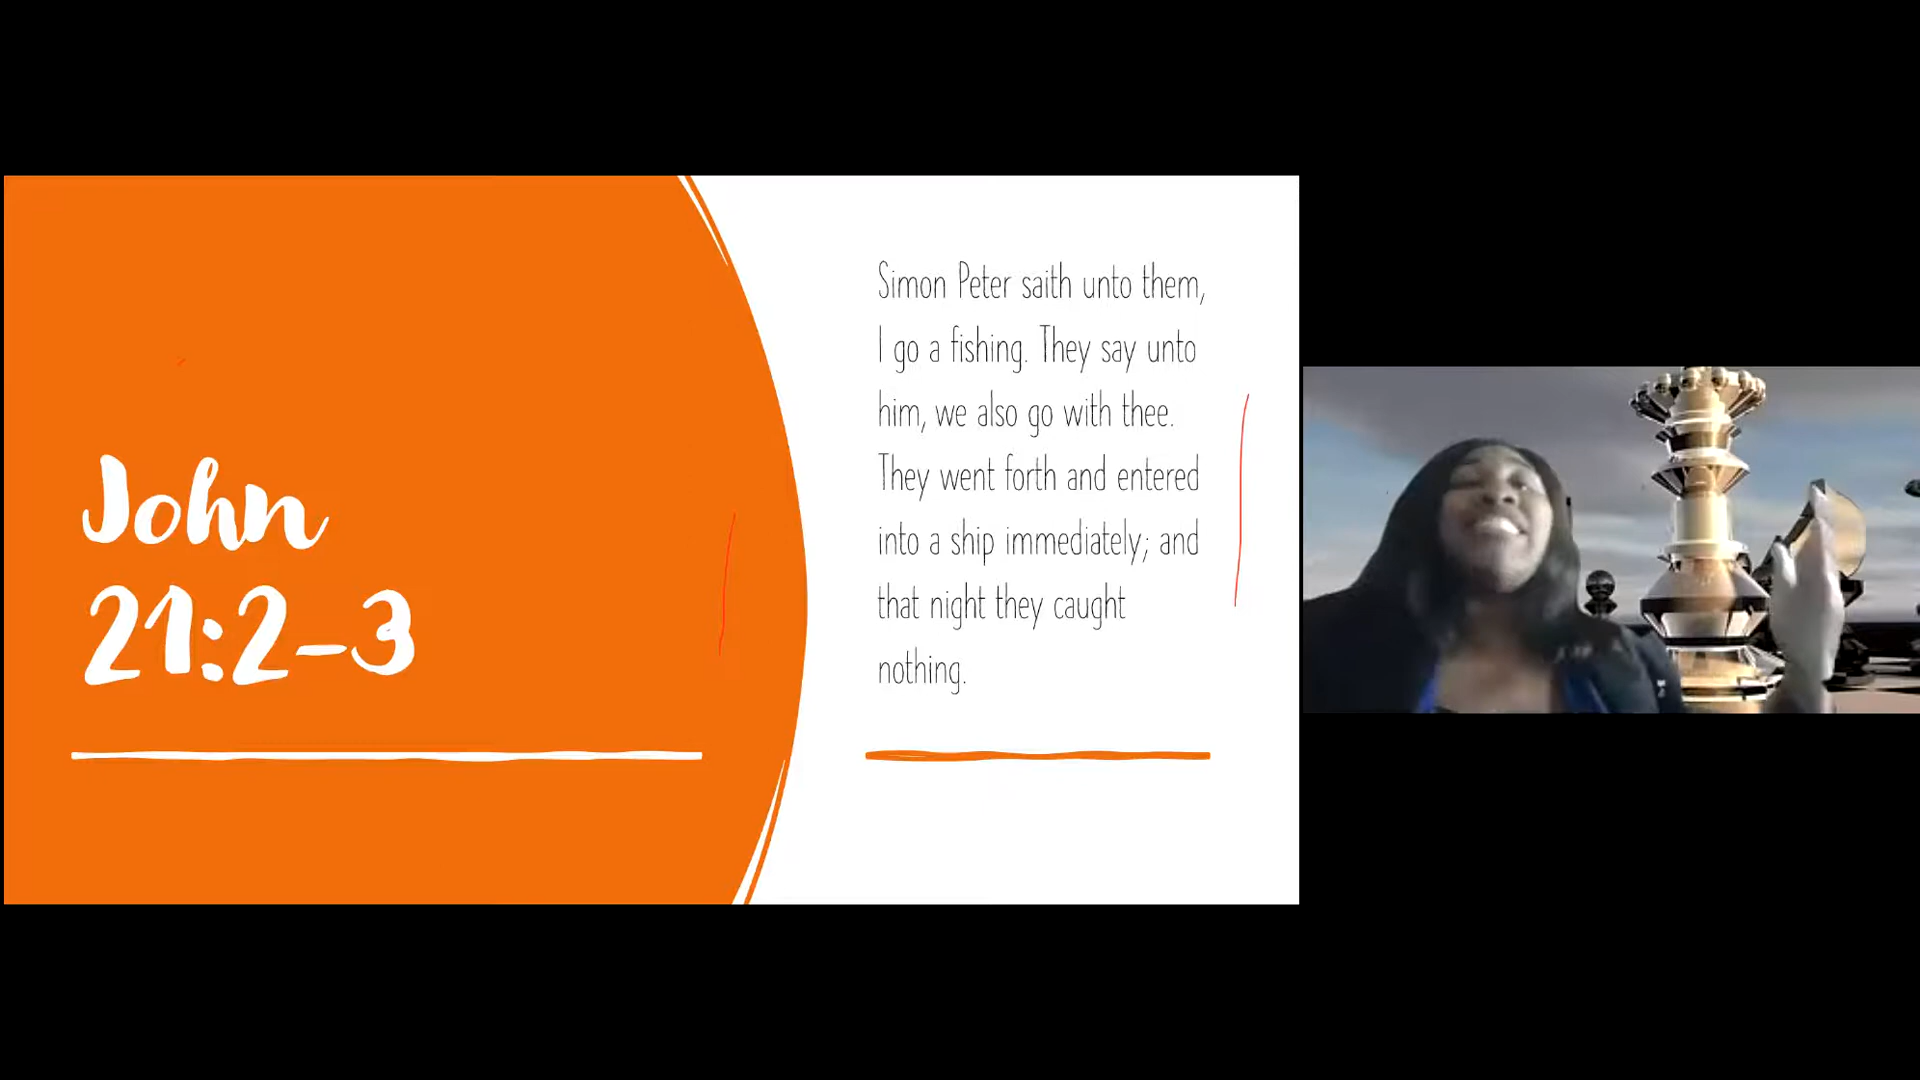 John
21:2-3
Simon Peter saith unto them,
I go a fishing. They say unto
him, we also go with thee.
They went forth and entered
into a ship immediately; and
that night they caught
nothing.